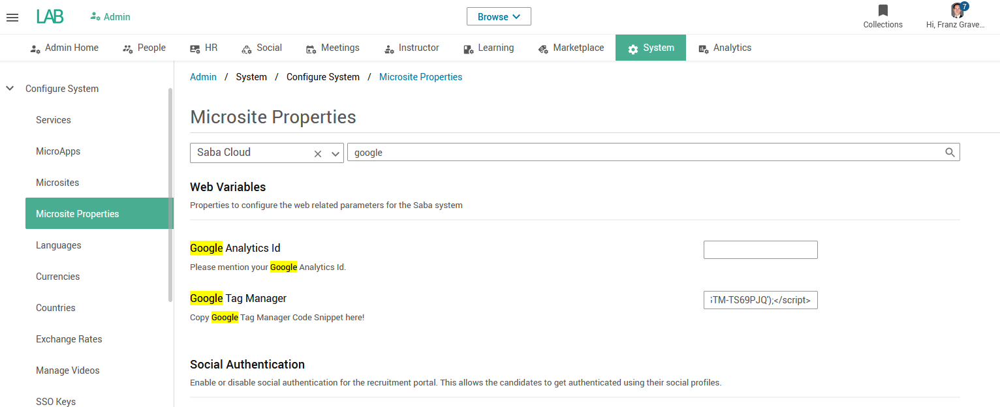 LAB
Admin
Browse
7
Collections
Hi, Franz Grave...
Admin Home
People
HR
Social
Meetings
Instructor
Learning
Marketplace
System
Analytics
Configure System
Services
MicroApps
Microsites
Microsite Properties
Languages
Currencies
Countries
Exchange Rates
Manage Videos
SSO Keys
Admin / System / Configure System / Microsite Properties
Microsite Properties
Saba Cloud
google
Web Variables
Properties to configure the web related parameters for the Saba system
Google Analytics Id
Please mention your Google Analytics Id.
Google Tag Manager
TM-TS69PJQ');</script>
Copy Google Tag Manager Code Snippet here!
Social Authentication
Enable or disable social authentication for the recruitment portal. This allows the candidates to get authenticated using their social profiles.